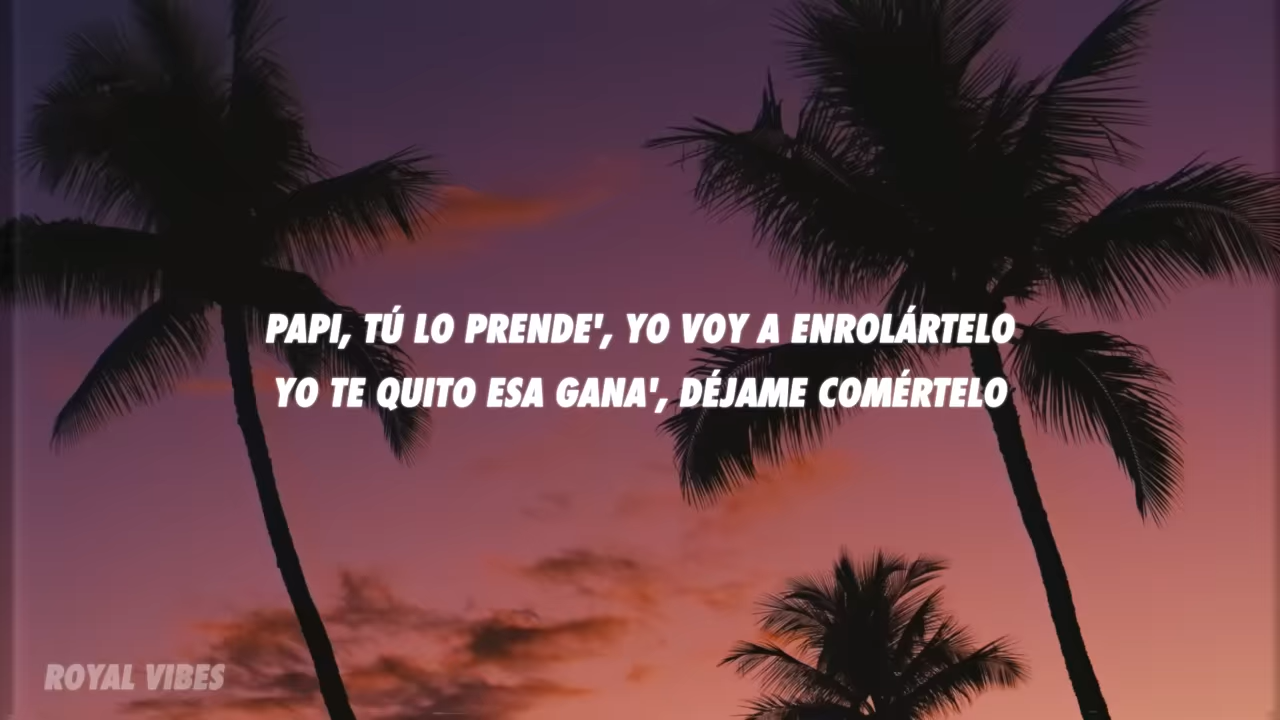 PAPI, TÚ LO PRENDE', YO VOY A ENROLÁRTELO
YO TE QUITO ESA GANA', DÉJAME COMÉRTELO
ROYAL VIBES